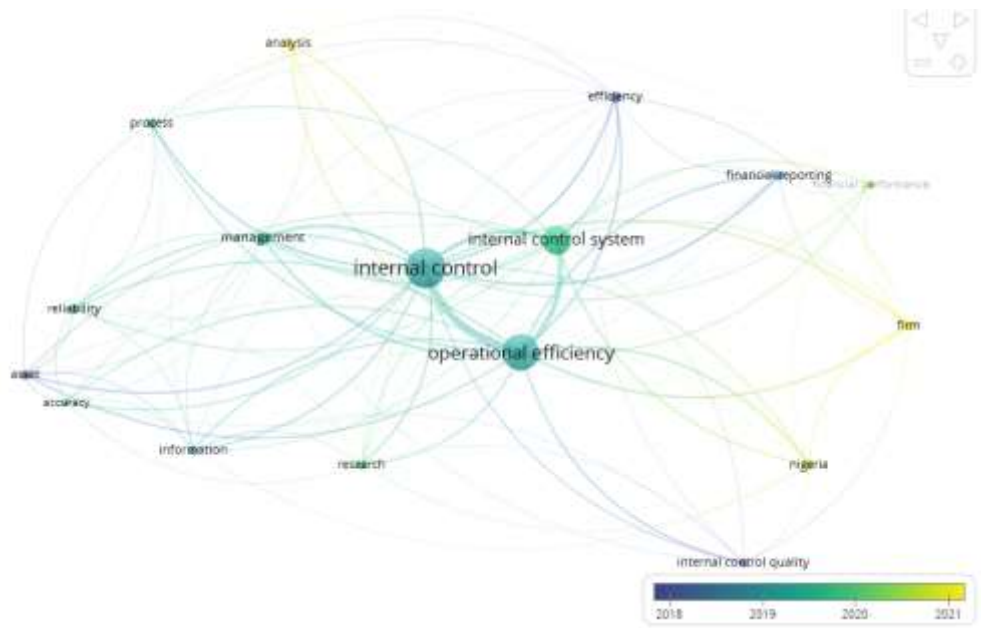 analysis
efficiency
process
financial reporting
financial performance
management
internal control system
internal control
reliability
firm
operational efficiency
asset
accuracy
information
research
nigeria
internal control quality
2018
2019
2020
2021